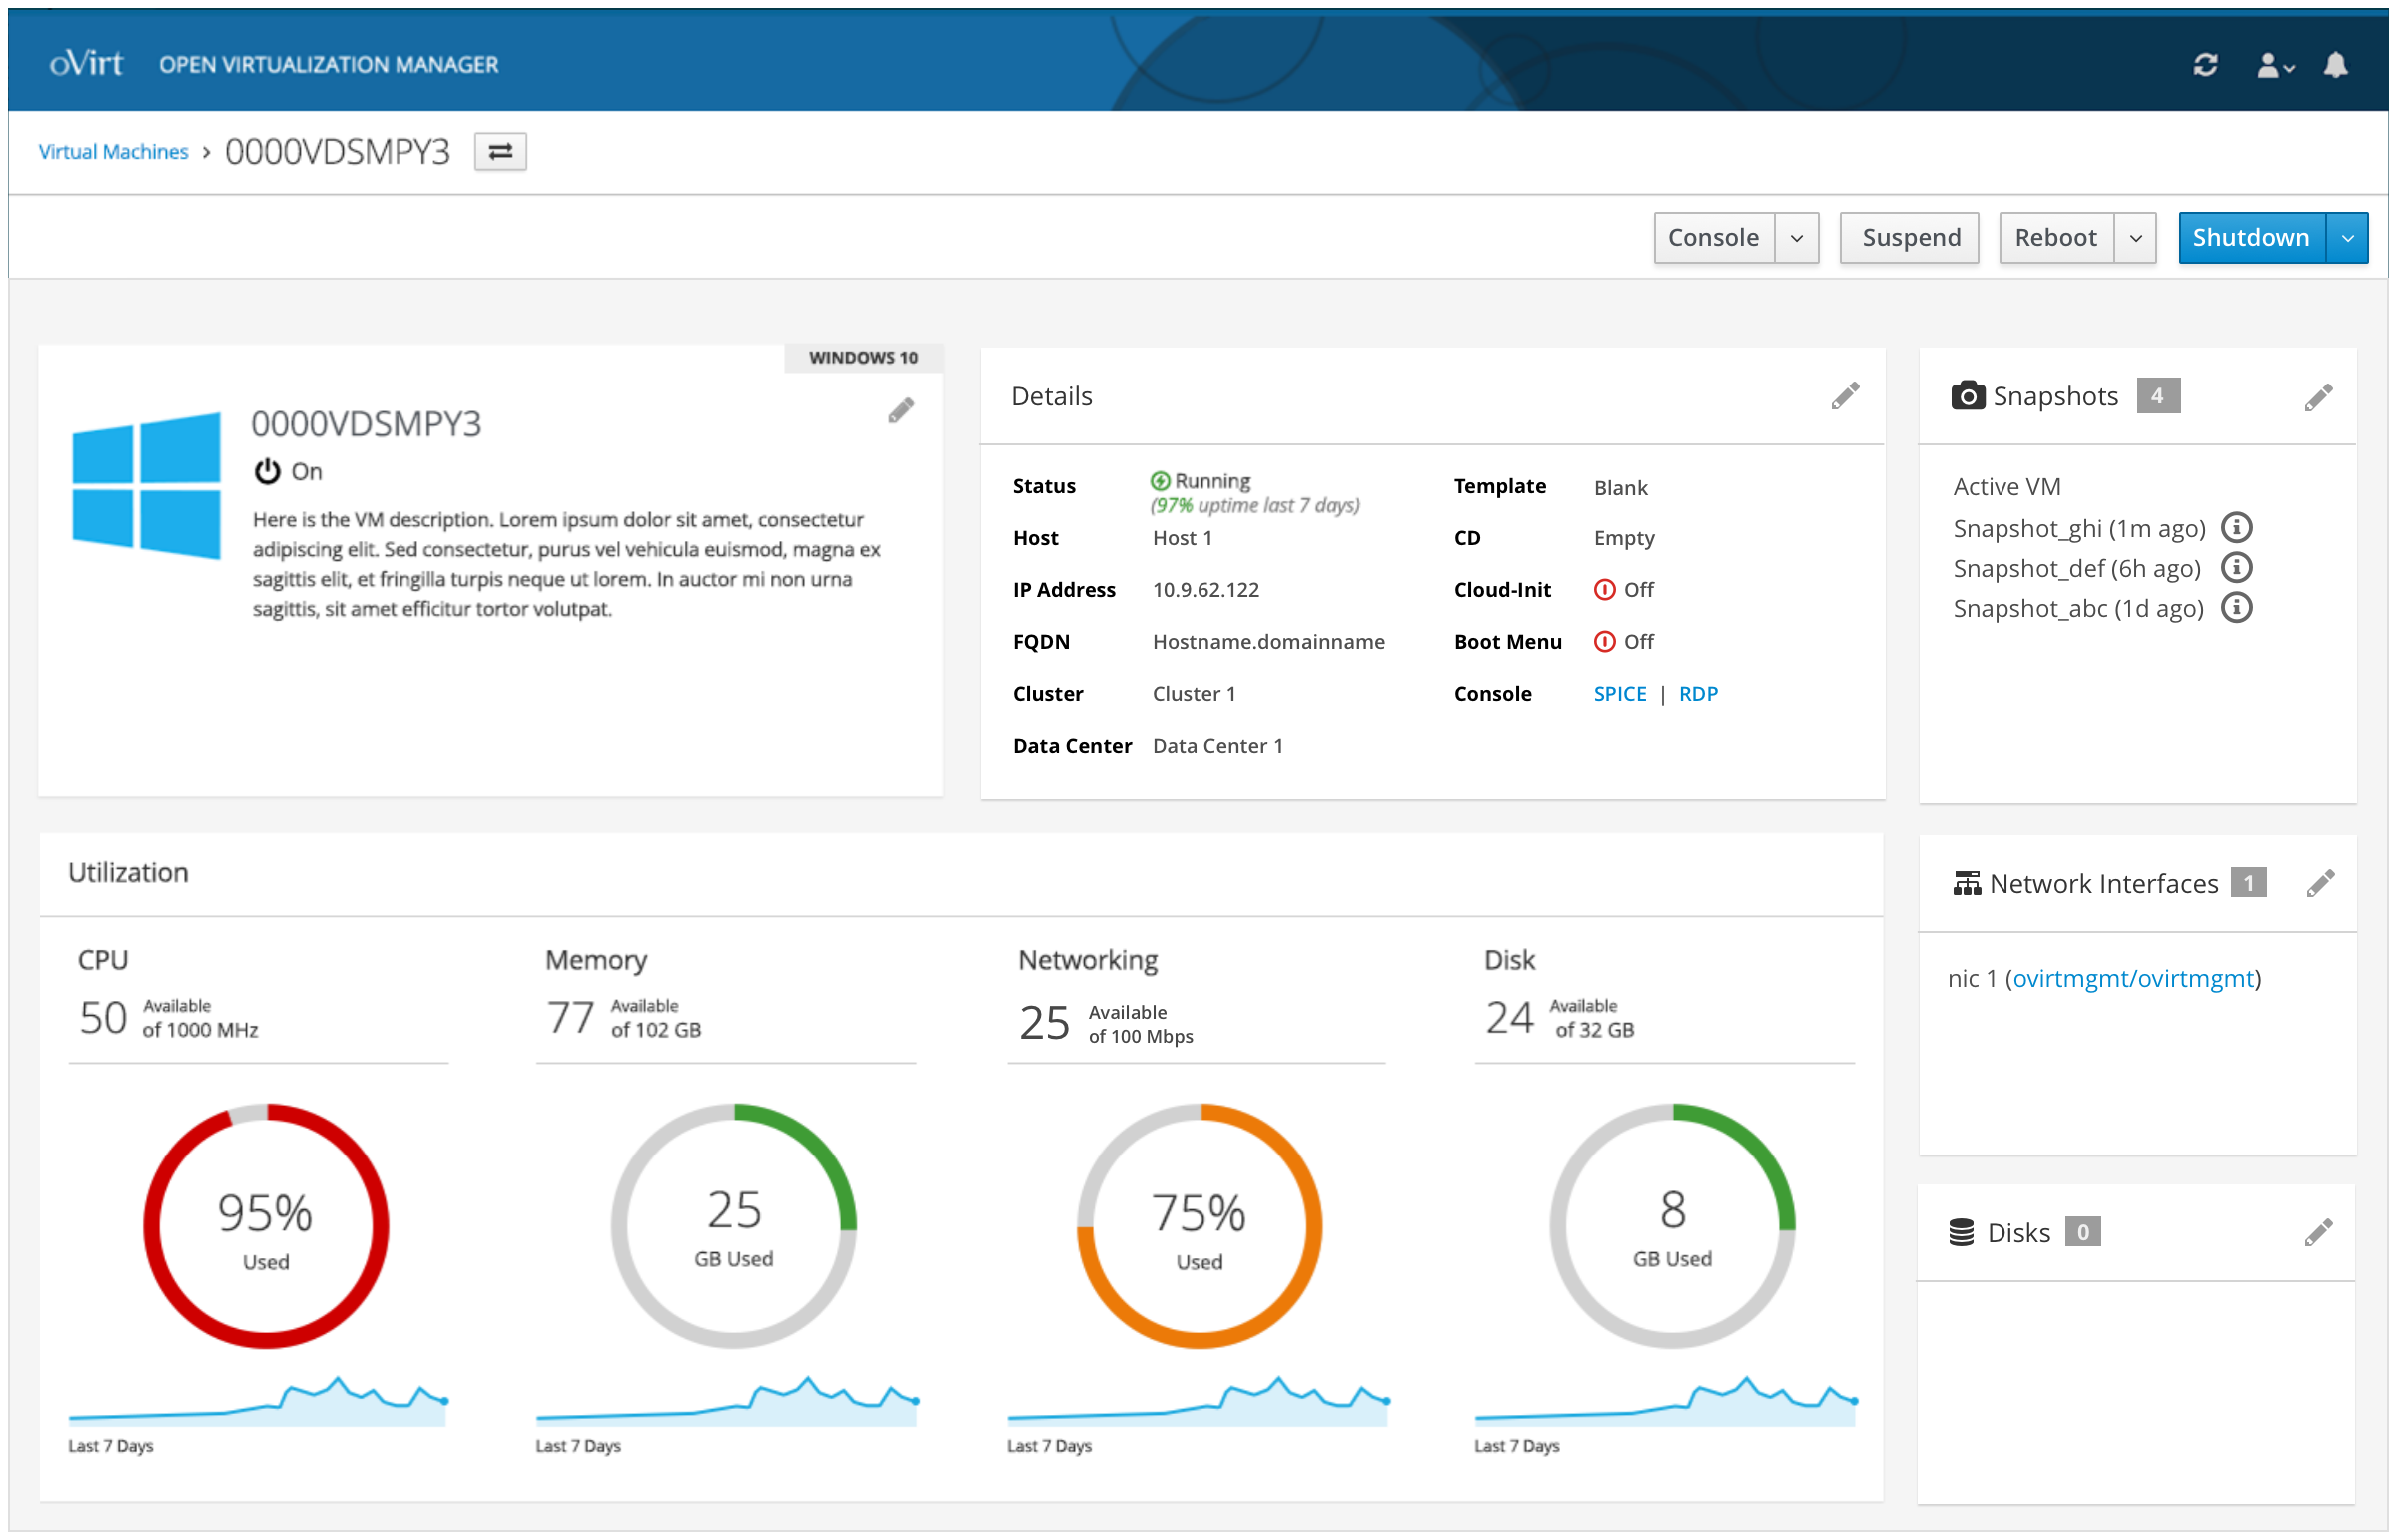 oVirt OPEN VIRTUALIZATION MANAGER
Virtual Machines > 0000VDSMPY3
Console Suspend Reboot Shutdown
WINDOWS 10
0000VDSMPY3
On
Here is the VM description. Lorem ipsum dolor sit amet, consectetur
adipiscing elit. Sed consectetur, purus vel vehicula euismod, magna ex
sagittis elit, et fringilla turpis neque ut lorem. In auctor mi non urna
sagittis, sit amet efficitur tortor volutpat.
Details
Status Running
(97% uptime last 7 days)
Host Host 1
IP Address 10.9.62.122
FQDN Hostname.domainname
Cluster Cluster 1
Data Center Data Center 1
Template Blank
CD Empty
Cloud-Init Off
Boot Menu Off
Console SPICE | RDP
Snapshots 4
Active VM
Snapshot_ghi (1m ago)
Snapshot_def (6h ago)
Snapshot_abc (1d ago)
Utilization
CPU
50 Available
of 1000 MHz
95%
Used
Last 7 Days
Memory
77 Available
of 102 GB
25
GB Used
Last 7 Days
Networking
25 Available
of 100 Mbps
75%
Used
Last 7 Days
Disk
24 Available
of 32 GB
8
GB Used
Last 7 Days
Network Interfaces 1
nic 1 (ovirtmgmt/ovirtmgmt)
Disks 0